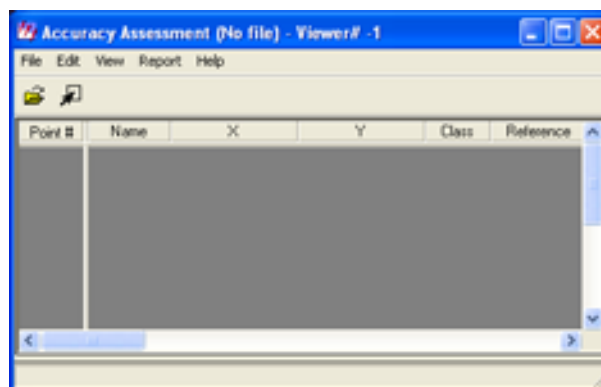 Accuracy Assessment (No file) - Viewer# -1
File Edit View Report Help
Point # Name X Y Class Reference